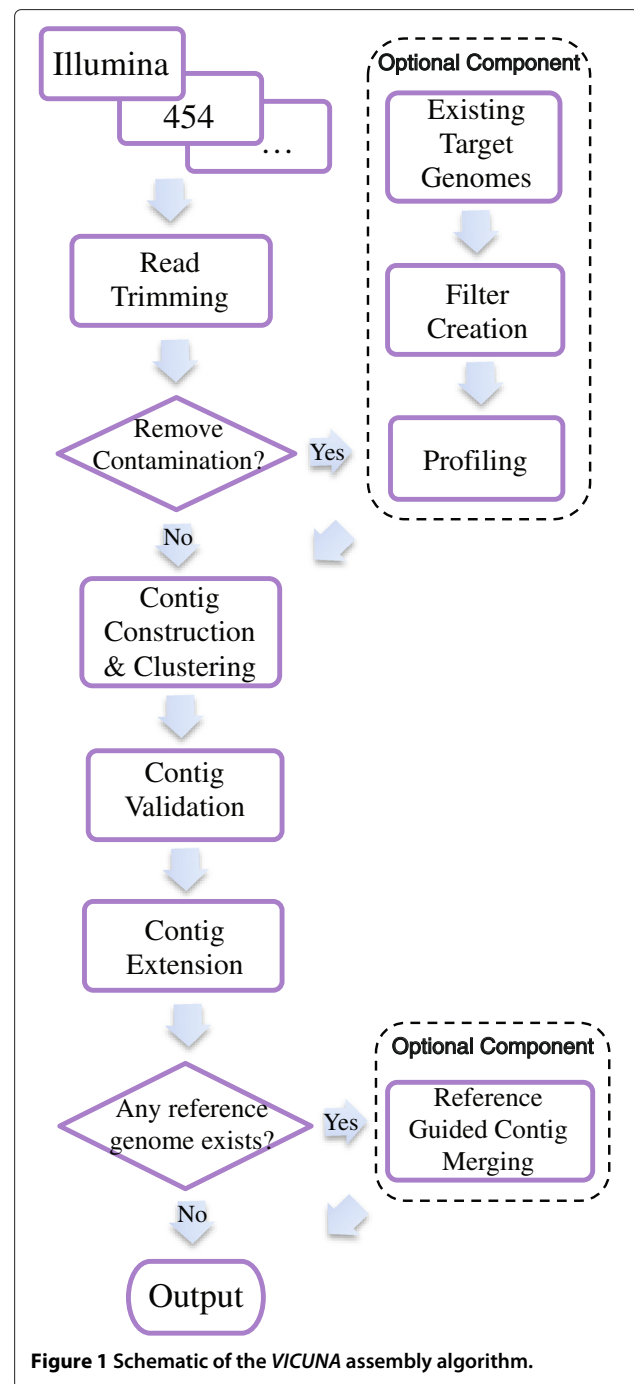 Illumina
454
...
Optional Component
Existing
Target
Genomes
Read
Trimming
Filter
Creation
Remove
Contamination?
Yes
Profiling
No
Contig
Construction
& Clustering
Contig
Validation
Contig
Extension
Optional Component
Any reference
genome exists?
Yes
Reference
Guided Contig
Merging
No
Output
Figure 1 Schematic of the VICUNA assembly algorithm.